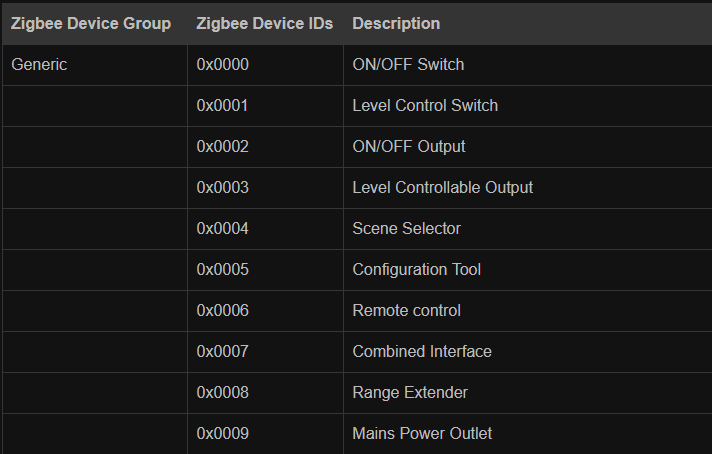 Zigbee Device Group Zigbee Device IDs Description
Generic 0x0000 ON/OFF Switch
0x0001 Level Control Switch
0x0002 ON/OFF Output
0x0003 Level Controllable Output
0x0004 Scene Selector
0x0005 Configuration Tool
0x0006 Remote control
0x0007 Combined Interface
0x0008 Range Extender
0x0009 Mains Power Outlet